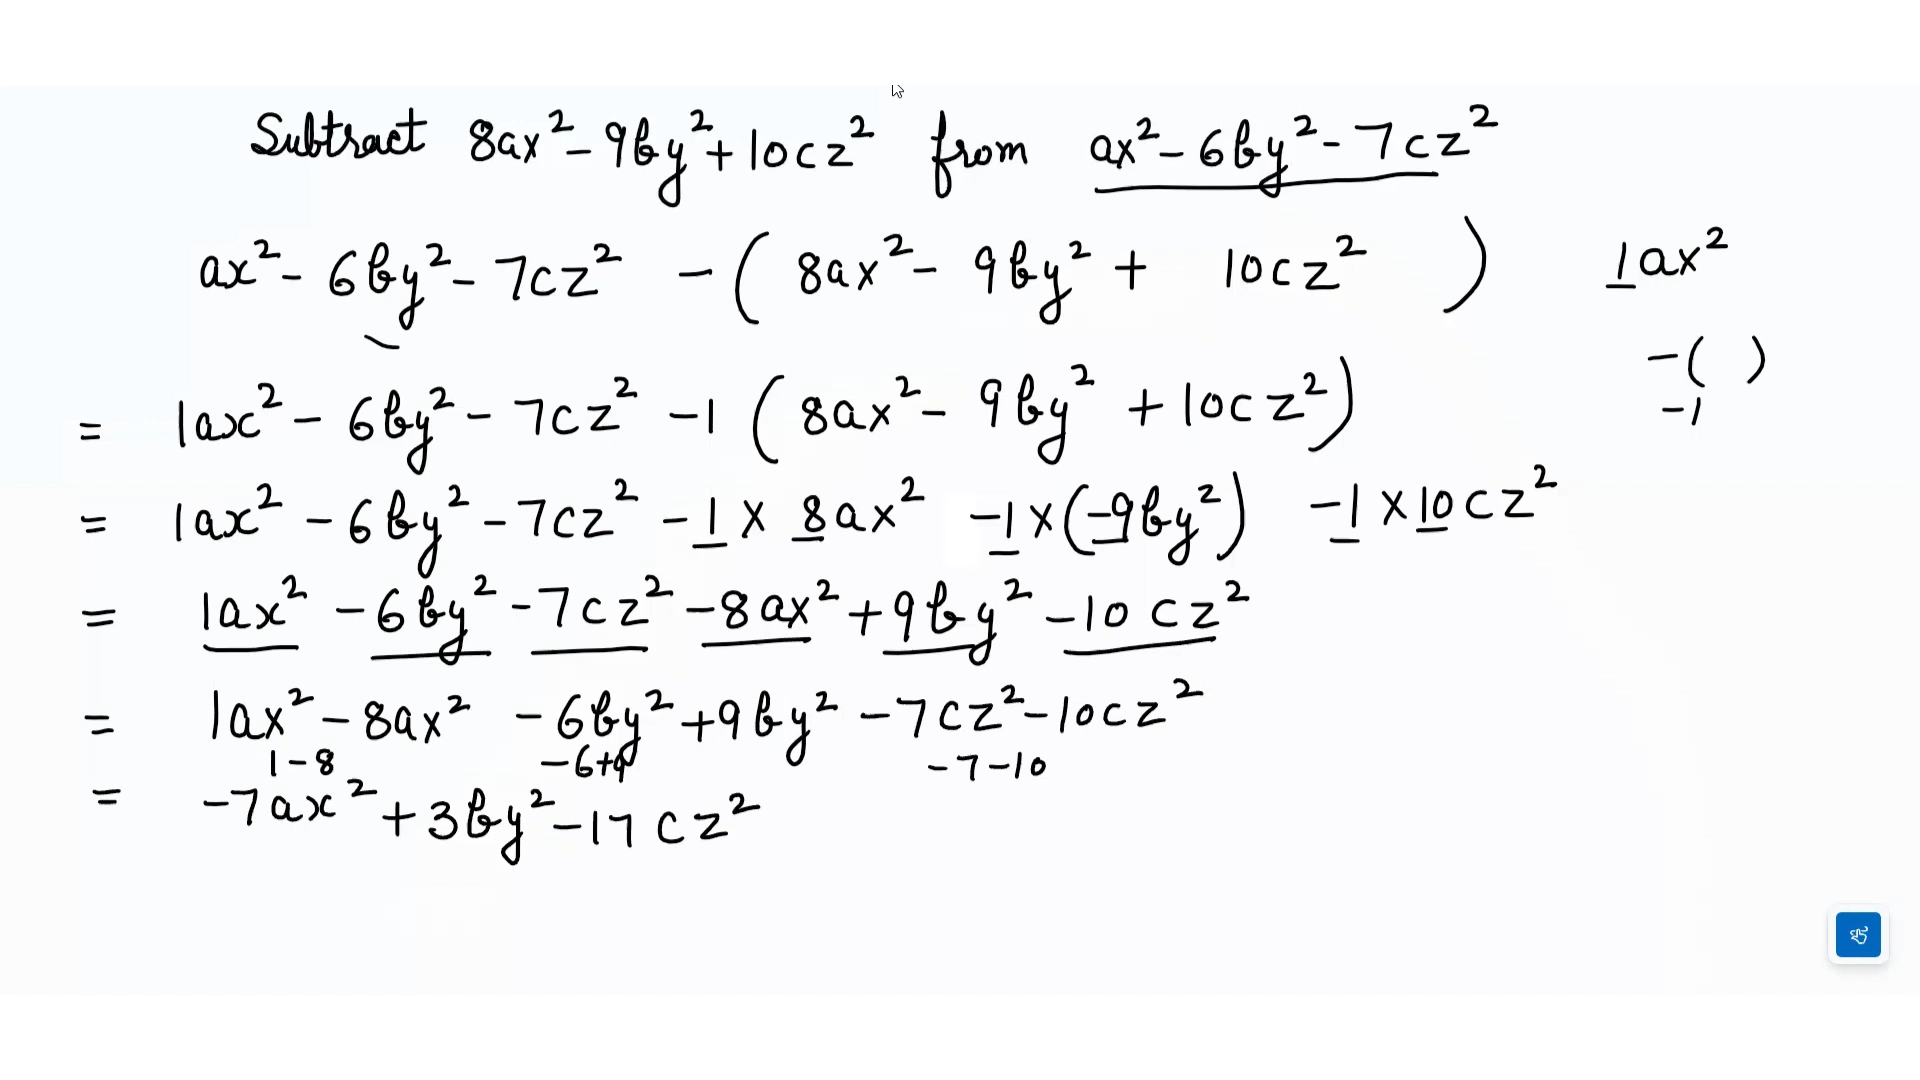 Subtract 8ax² - 9by² + 10cz² from ax² - 6by² - 7cz²
ax² - 6by² - 7cz² - ( 8ax² - 9by² + 10cz² )
1ax²
-( )
-1
= 1ax² - 6by² - 7cz² -1 ( 8ax² - 9by² + 10cz² )
= 1ax² - 6by² - 7cz² - 1 × 8ax² -1 × (-9by²) -1 × 10cz²
= 1ax² - 6by² - 7cz² - 8ax² + 9by² - 10cz²
= 1ax² - 8ax² - 6by² + 9by² - 7cz² - 10cz²
1-8 -6+9 -7-10
= -7ax² + 3by² - 17cz²